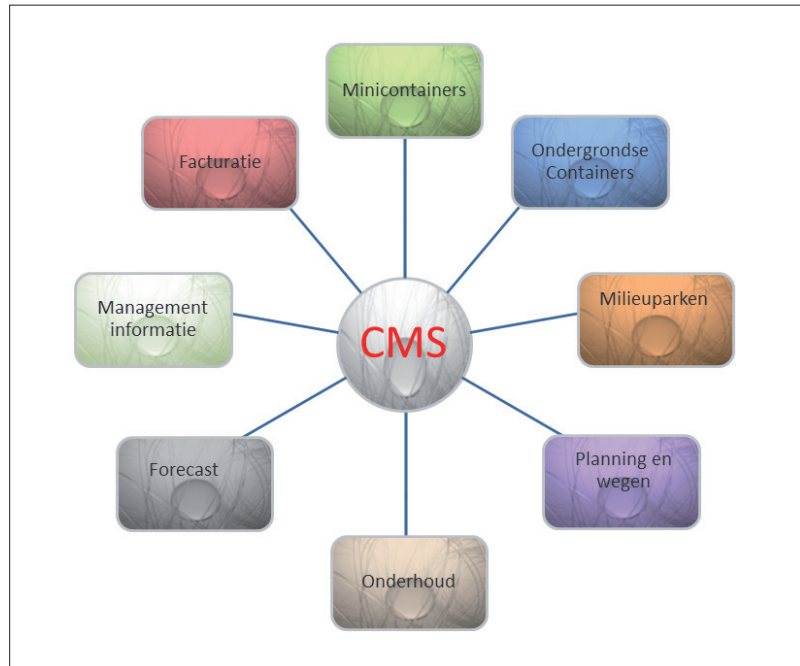 Minicontainers
Ondergrondse
Containers
Milieuparken
Planning en
wegen
Onderhoud
Forecast
Management
informatie
Facturatie
CMS